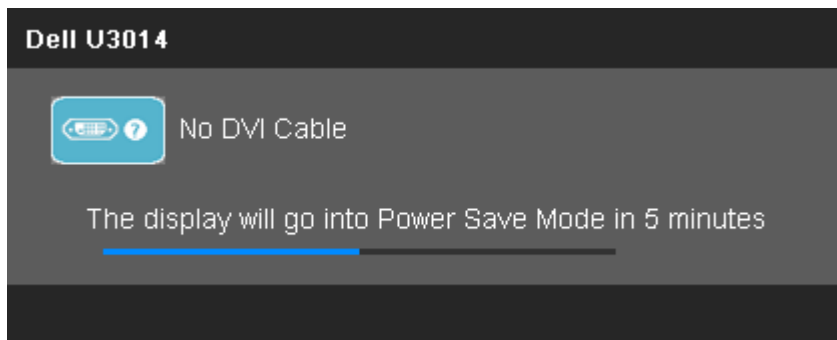 Dell U3014
? No DVI Cable
The display will go into Power Save Mode in 5 minutes